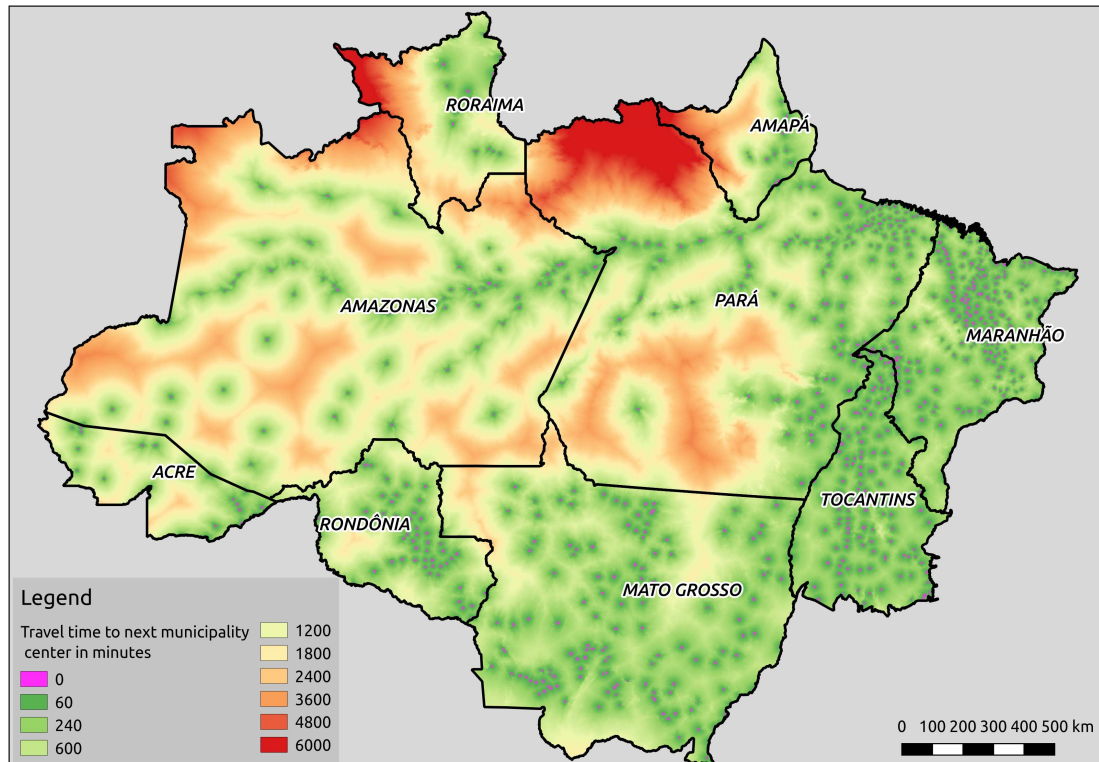 RORAIMA
AMAPÁ
AMAZONAS
PARÁ
MARANHÃO
ACRE
TOCANTINS
RONDÔNIA
MATO GROSSO
Legend
Travel time to next municipality
center in minutes
0
60
240
600
1200
1800
2400
3600
4800
6000
0 100 200 300 400 500 km